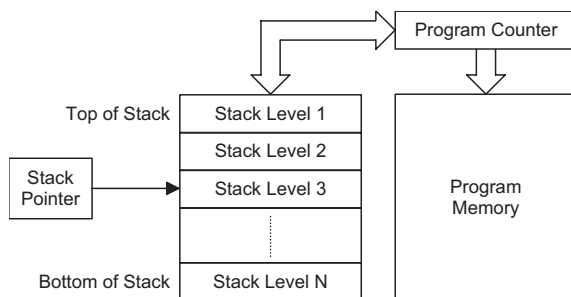 Program Counter
Top of Stack
Stack Level 1
Stack Level 2
Stack
Pointer
Stack Level 3
Program
Memory
Bottom of Stack
Stack Level N